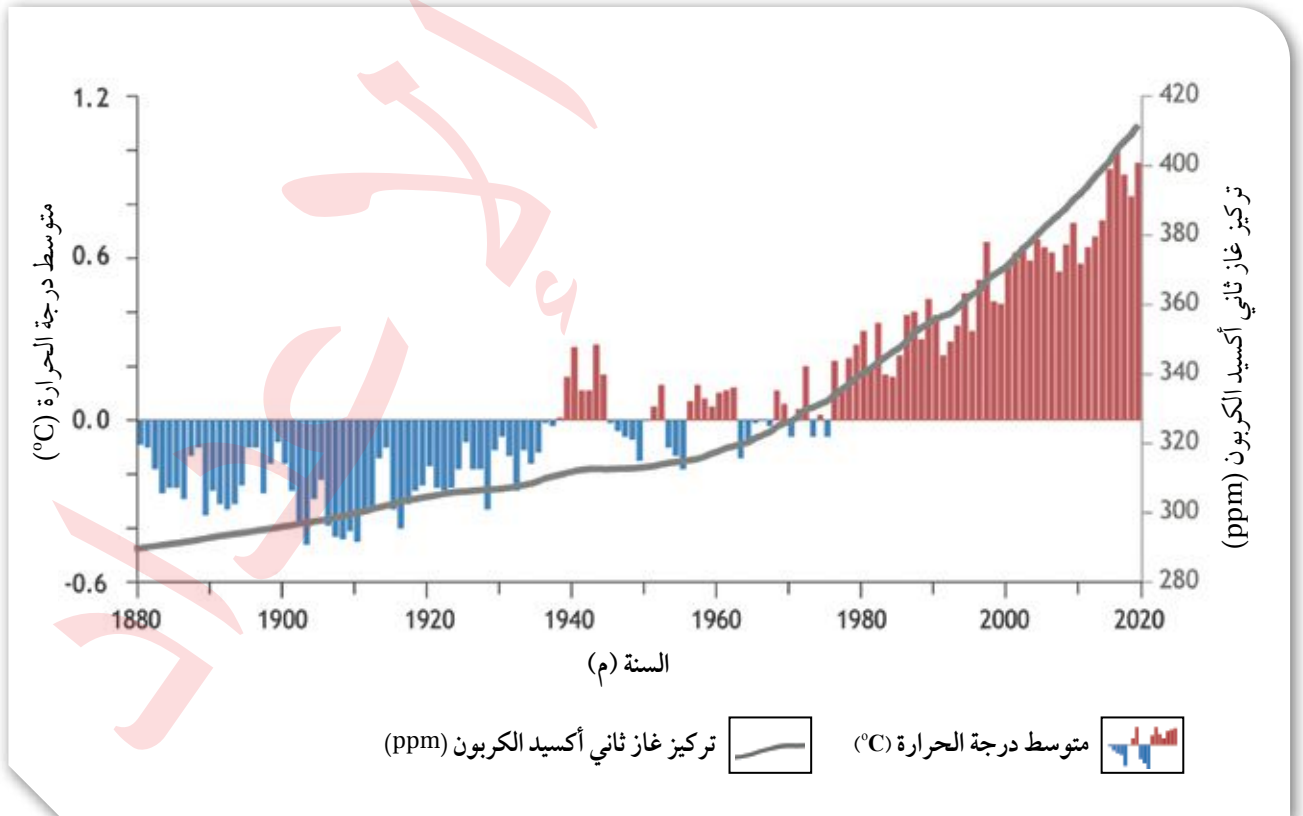 متوسط درجة الحرارة (°C)
1.2
0.6
0.0
-0.6
420
400
380
360
340
320
300
280
تركيز غاز ثاني أكسيد الكربون (ppm)
1880 1900 1920 1940 1960 1980 2000 2020
السنة (م)
متوسط درجة الحرارة (°C)
تركيز غاز ثاني أكسيد الكربون (ppm)